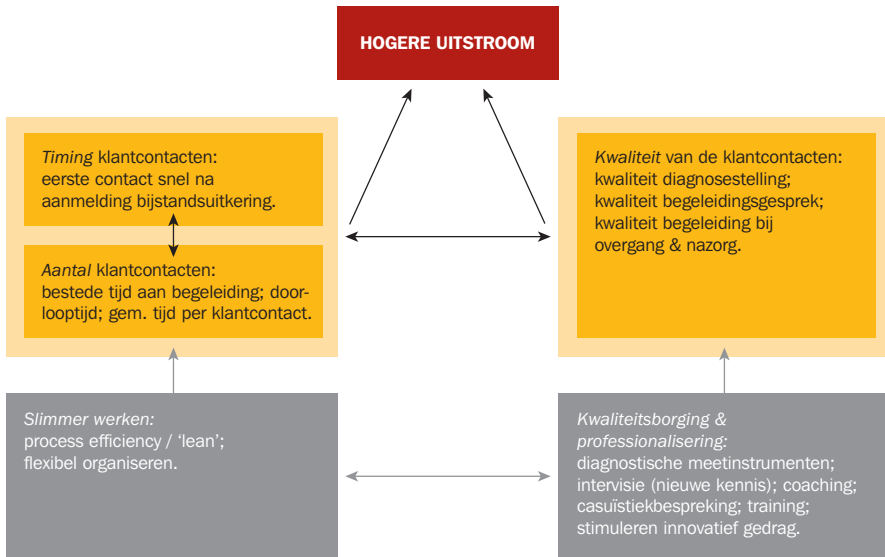 HOGERE UITSTROOM
Timing klantcontacten:
eerste contact snel na
aanmelding bijstandsuitkering.
Aantal klantcontacten:
bestede tijd aan begeleiding; door-
looptijd; gem. tijd per klantcontact.
Kwaliteit van de klantcontacten:
kwaliteit diagnosestelling;
kwaliteit begeleidingsgesprek;
kwaliteit begeleiding bij
overgang & nazorg.
Slimmer werken:
process efficiency / ‘lean’;
flexibel organiseren.
Kwaliteitsborging &
professionalisering:
diagnostische meetinstrumenten;
intervisie (nieuwe kennis); coaching;
casuïstiekbespreking; training;
stimuleren innovatief gedrag.